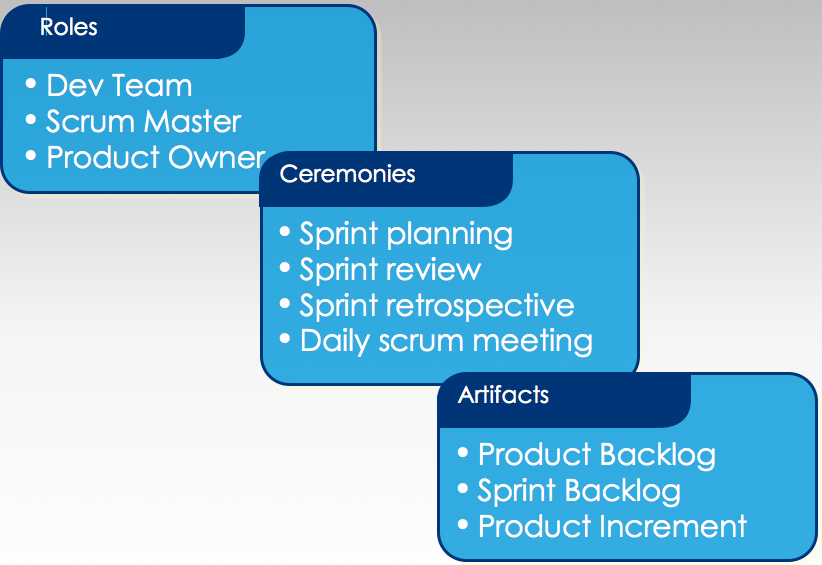 Roles
• Dev Team
• Scrum Master
• Product Owner
Ceremonies
• Sprint planning
• Sprint review
• Sprint retrospective
• Daily scrum meeting
Artifacts
• Product Backlog
• Sprint Backlog
• Product Increment